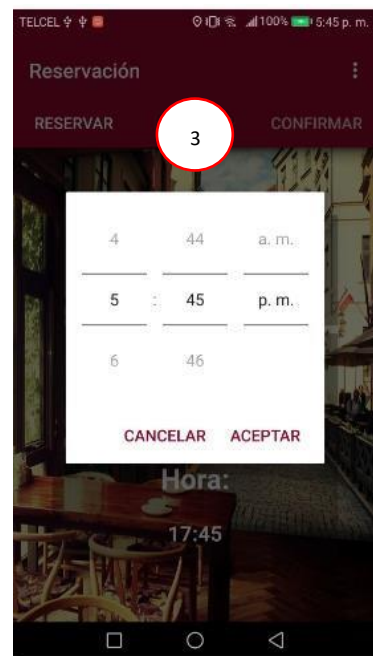 TELCEL 100% 5:45 p. m.
Reservación
RESERVAR CONFIRMAR
3
4 44 a. m.
5 : 45 p. m.
6 46
CANCELAR ACEPTAR
Hora:
17:45